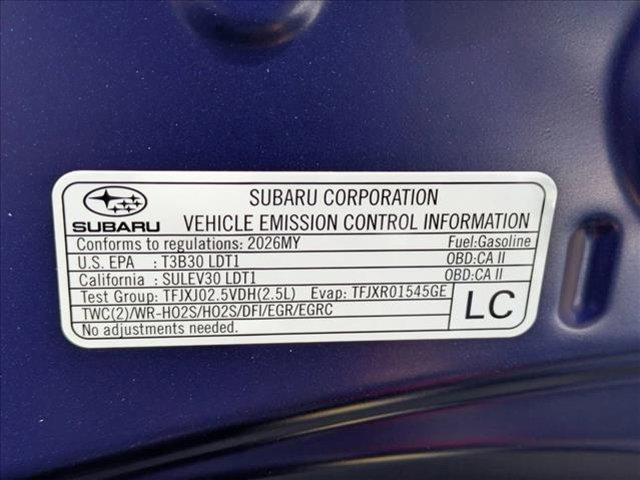 SUBARU CORPORATION
SUBARU VEHICLE EMISSION CONTROL INFORMATION
Conforms to regulations: 2026MY Fuel:Gasoline
U.S. EPA : T3B30 LDT1 OBD:CA II
California : SULEV30 LDT1 OBD:CA II
Test Group: TFJXJ02.5VDH(2.5L) Evap: TFJXR01545GE
TWC(2)/WR-HO2S/HO2S/DFI/EGR/EGRC
No adjustments needed.
LC